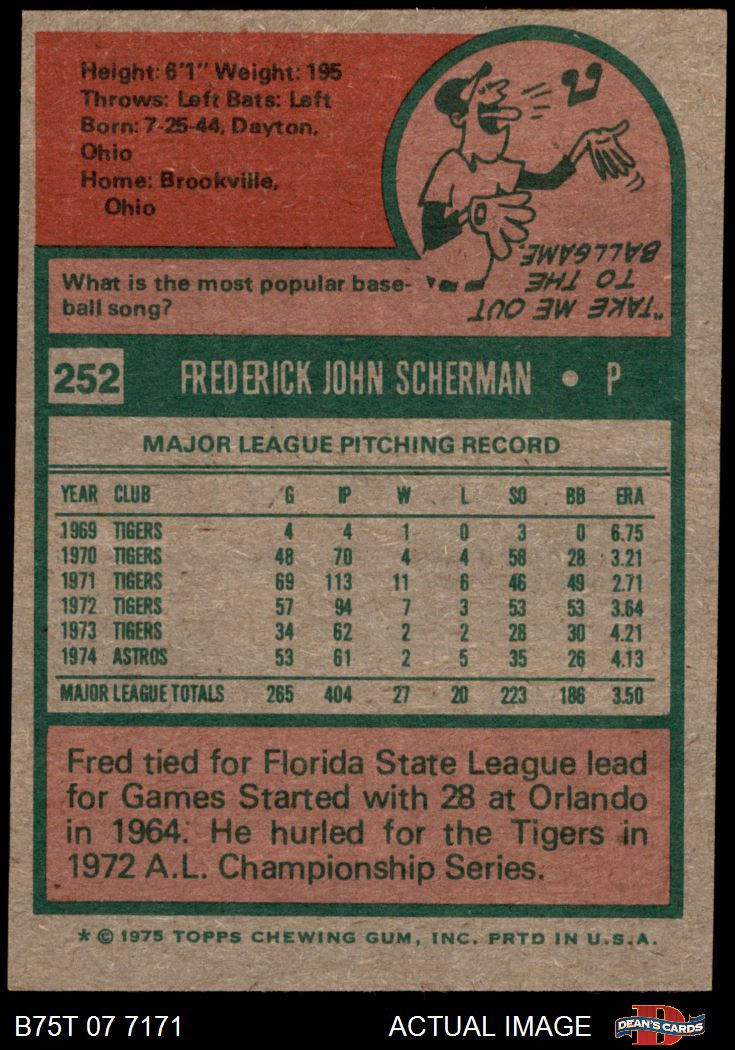 Height: 6'1" Weight: 195
Throws: Left Bats: Left
Born: 7-25-44, Dayton,
Ohio
Home: Brookville,
Ohio
What is the most popular base-
ball song?
"TAKE ME OUT
TO THE
BALLGAME."
252 FREDERICK JOHN SCHERMAN • P
MAJOR LEAGUE PITCHING RECORD
YEAR CLUB G IP W L SO BB ERA
1969 TIGERS 4 4 1 0 3 0 6.75
1970 TIGERS 48 70 4 4 58 28 3.21
1971 TIGERS 69 113 11 6 46 49 2.71
1972 TIGERS 57 94 7 3 53 53 3.64
1973 TIGERS 34 62 2 2 28 30 4.21
1974 ASTROS 53 61 2 5 35 26 4.13
MAJOR LEAGUE TOTALS 265 404 27 20 223 186 3.50
Fred tied for Florida State League lead
for Games Started with 28 at Orlando
in 1964. He hurled for the Tigers in
1972 A.L. Championship Series.
* © 1975 TOPPS CHEWING GUM, INC. PRTD IN U.S.A.
B75T 07 7171 ACTUAL IMAGE D DEAN'S CARDS